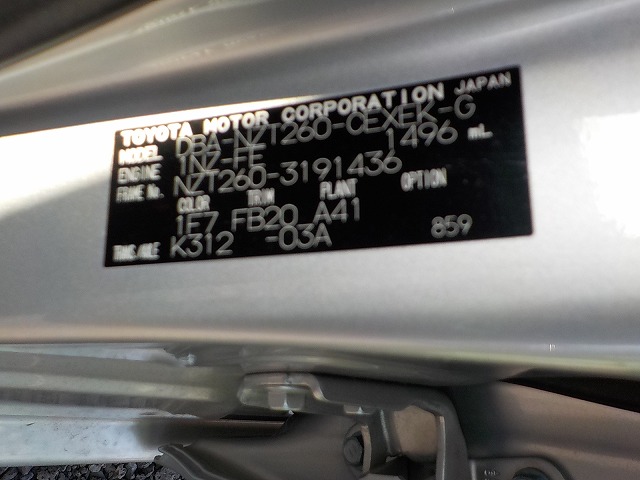 TOYOTA MOTOR CORPORATION JAPAN
MODEL DBA-NZT260-CEXEK-G
ENGINE 1NZ-FE 1496 mL
FRAME No. NZT260-3191436
COLOR TRIM PLANT OPTION
1F7 FB20 A41
TRANS/AXLE K312 -03A 859